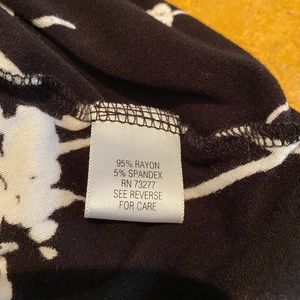 95% RAYON
5% SPANDEX
RN 73277
SEE REVERSE
FOR CARE